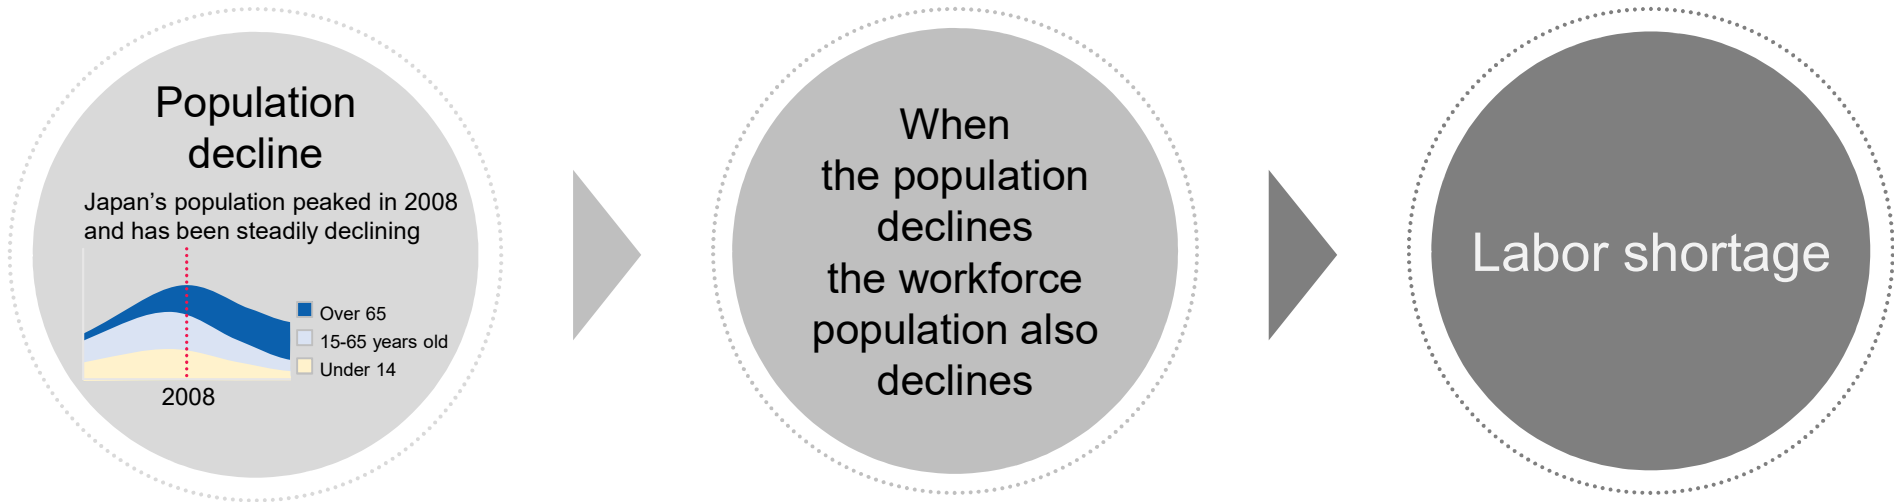 Population
decline
Japan’s population peaked in 2008
and has been steadily declining
Over 65
15-65 years old
Under 14
2008
When
the population
declines
the workforce
population also
declines
Labor shortage